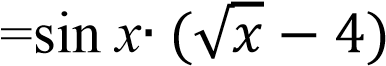 =sin x· (√x − 4)